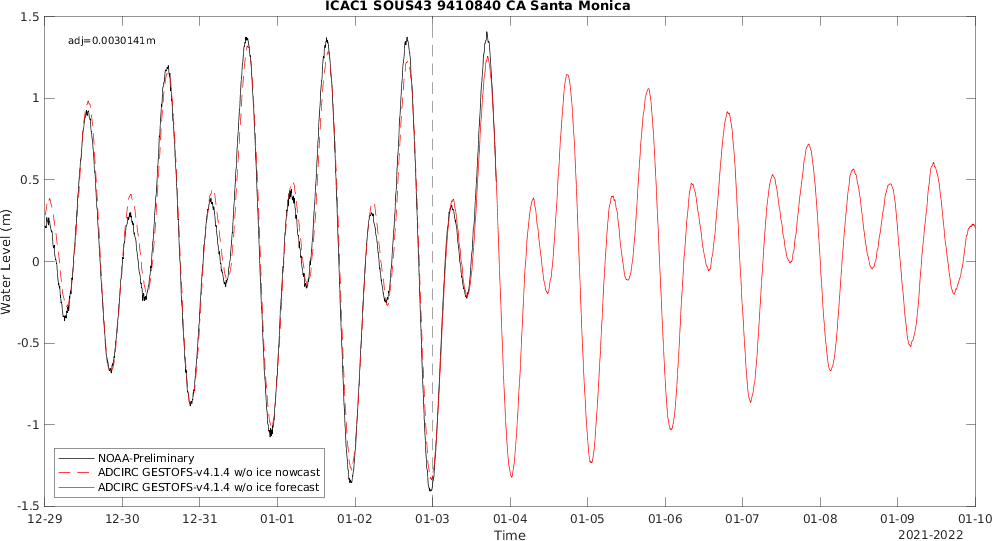 ICAC1 SOUS43 9410840 CA Santa Monica
adj=0.0030141m
1.5
1
0.5
0
-0.5
-1
-1.5
Water Level (m)
NOAA-Preliminary
ADCIRC GESTOFS-v4.1.4 w/o ice nowcast
ADCIRC GESTOFS-v4.1.4 w/o ice forecast
12-29 12-30 12-31 01-01 01-02 01-03 01-04 01-05 01-06 01-07 01-08 01-09 01-10
Time
2021-2022